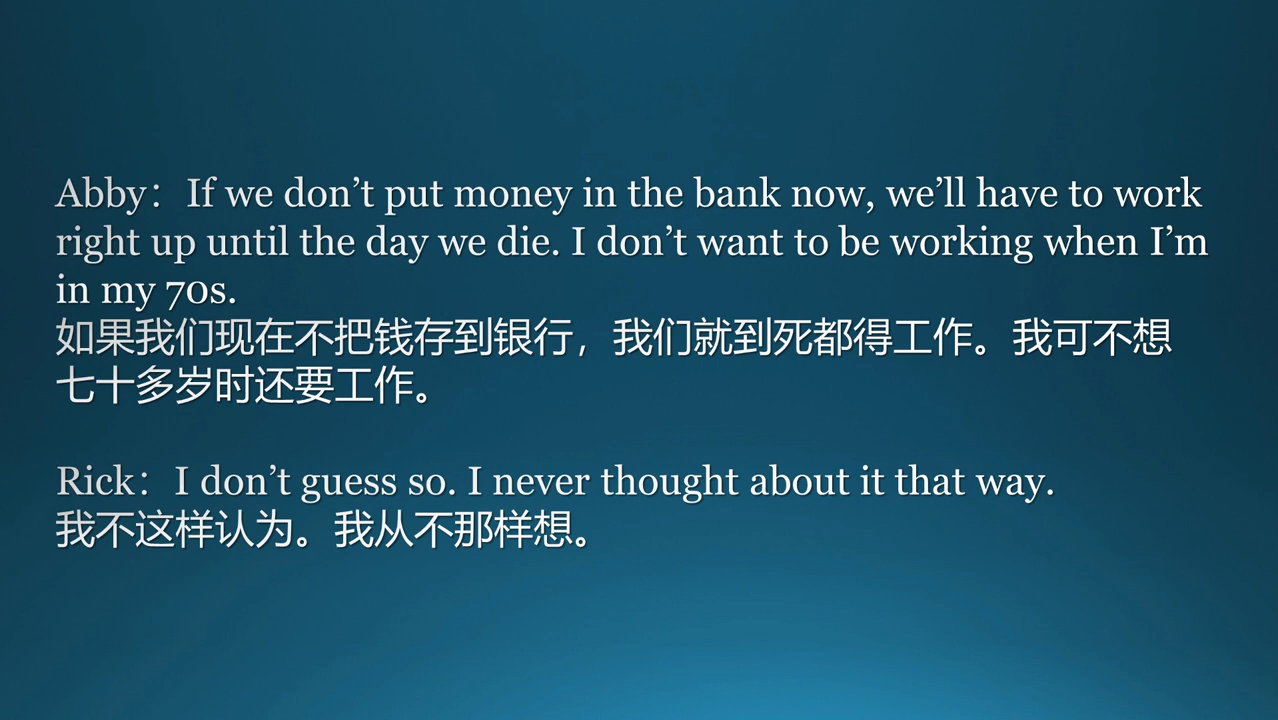 Abby：If we don’t put money in the bank now, we’ll have to work
right up until the day we die. I don’t want to be working when I’m
in my 70s.
如果我们现在不把钱存到银行，我们就到死都得工作。我可不想
七十多岁时还要工作。
Rick：I don’t guess so. I never thought about it that way.
我不这样认为。我从不那样想。